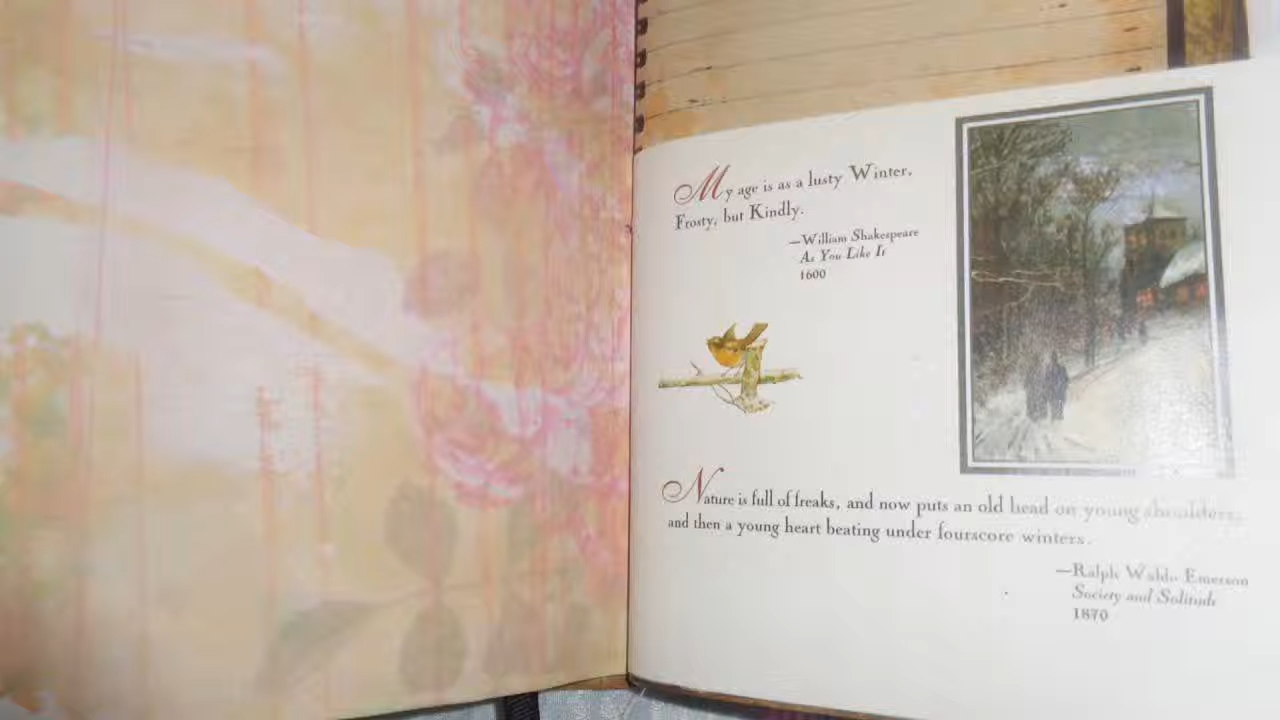 My age is as a lusty Winter,
Frosty, but Kindly.
—William Shakespeare
As You Like It
1600
Nature is full of freaks, and now puts an old head on young shoulders,
and then a young heart beating under fourscore winters.
—Ralph Waldo Emerson
Society and Solitude
1870